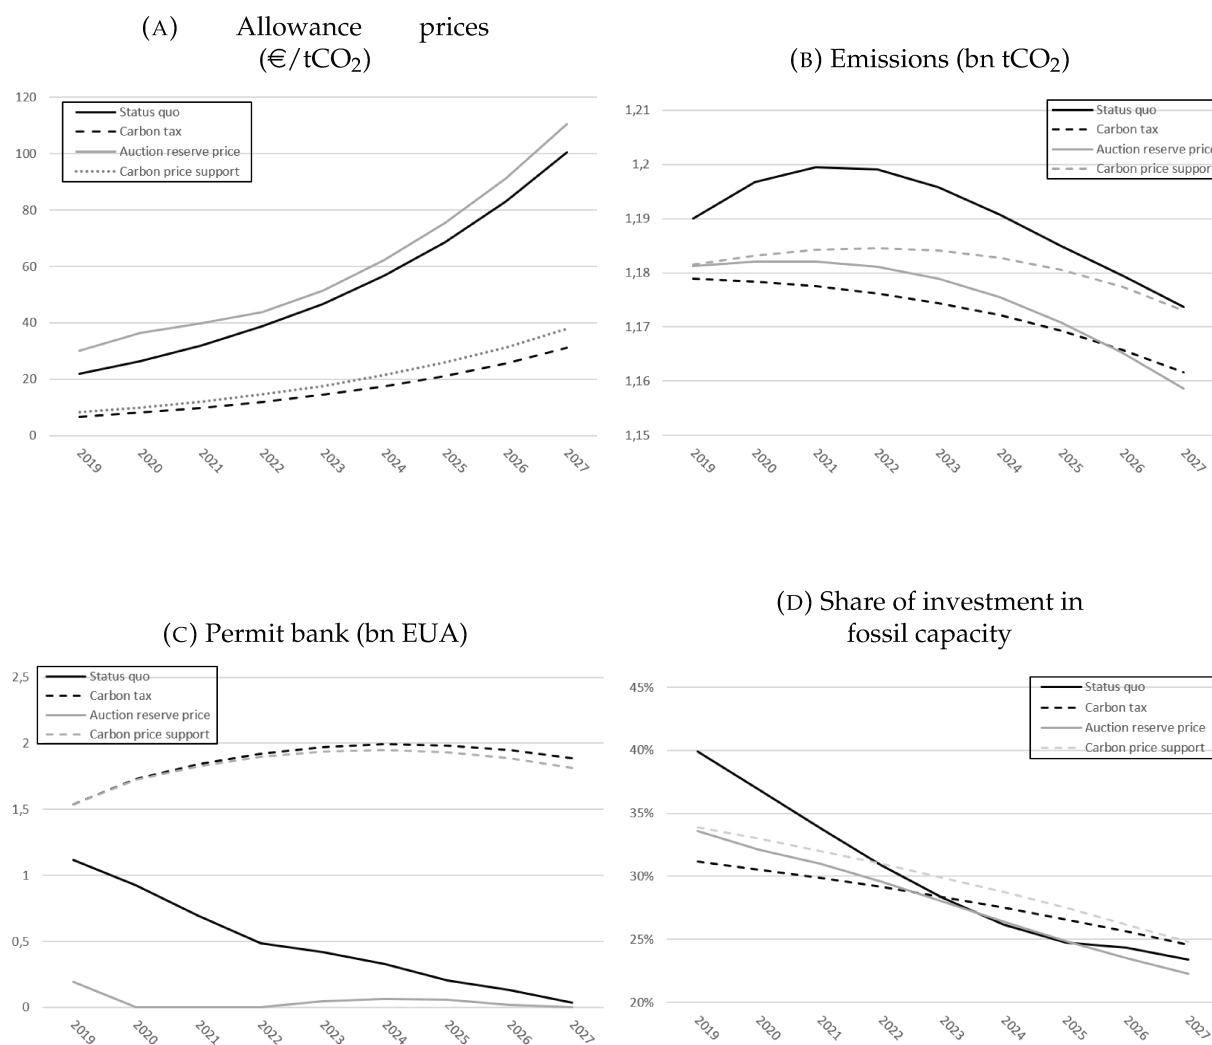 (A) Allowance prices
(€/tCO2)
120
100
80
60
40
20
0
Status quo
Carbon tax
Auction reserve price
Carbon price support
2019
2020
2021
2022
2023
2024
2025
2026
2027
(B) Emissions (bn tCO2)
1,21
1,2
1,19
1,18
1,17
1,16
1,15
Status quo
Carbon tax
Auction reserve price
Carbon price support
2019
2020
2021
2022
2023
2024
2025
2026
2027
(C) Permit bank (bn EUA)
2,5
2
1,5
1
0,5
0
Status quo
Carbon tax
Auction reserve price
Carbon price support
2019
2020
2021
2022
2023
2024
2025
2026
2027
(D) Share of investment in
fossil capacity
45%
40%
35%
30%
25%
20%
Status quo
Carbon tax
Auction reserve price
Carbon price support
2019
2020
2021
2022
2023
2024
2025
2026
2027